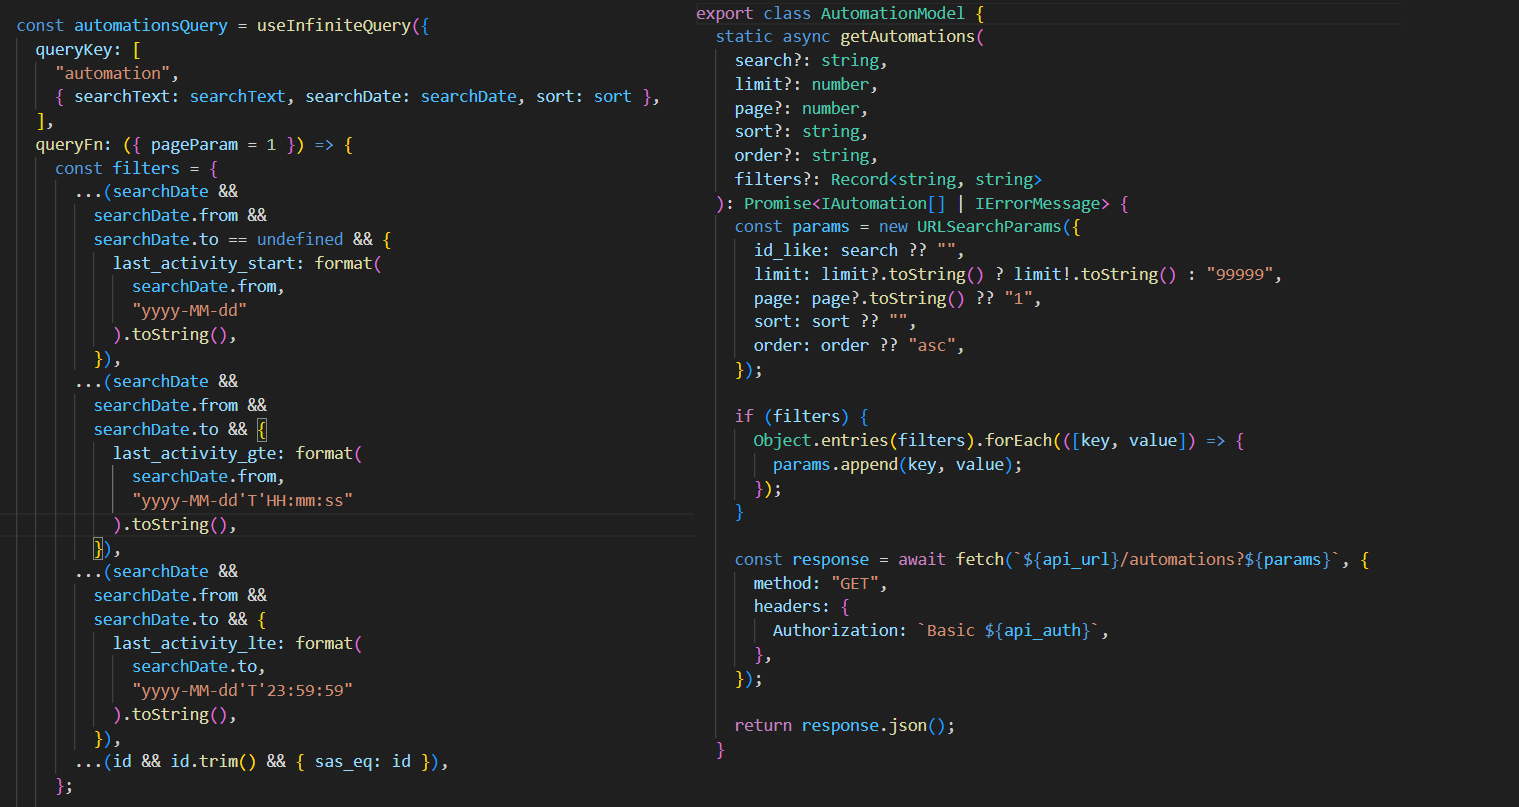 const automationsQuery = useInfiniteQuery({
queryKey: [
"automation",
{ searchText: searchText, searchDate: searchDate, sort: sort },
],
queryFn: ({ pageParam = 1 }) => {
const filters = {
...(searchDate &&
searchDate.from &&
searchDate.to == undefined && {
last_activity_start: format(
searchDate.from,
"yyyy-MM-dd"
).toString(),
}),
...(searchDate &&
searchDate.from &&
searchDate.to && {
last_activity_gte: format(
searchDate.from,
"yyyy-MM-dd'T'HH:mm:ss"
).toString(),
}),
...(searchDate &&
searchDate.from &&
searchDate.to && {
last_activity_lte: format(
searchDate.to,
"yyyy-MM-dd'T'23:59:59"
).toString(),
}),
...(id && id.trim() && { sas_eq: id }),
};
export class AutomationModel {
static async getAutomations(
search?: string,
limit?: number,
page?: number,
sort?: string,
order?: string,
filters?: Record<string, string>
): Promise<IAutomation[] | IErrorMessage> {
const params = new URLSearchParams({
id_like: search ?? "",
limit: limit?.toString() ? limit!.toString() : "99999",
page: page?.toString() ?? "1",
sort: sort ?? "",
order: order ?? "asc",
});
if (filters) {
Object.entries(filters).forEach(([key, value]) => {
params.append(key, value);
});
}
const response = await fetch(`${api_url}/automations?${params}`, {
method: "GET",
headers: {
Authorization: `Basic ${api_auth}`,
},
});
return response.json();
}